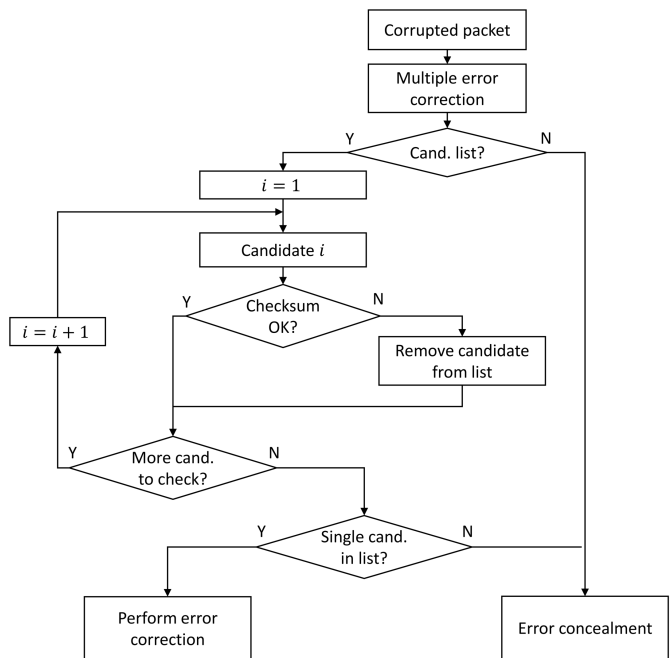 Corrupted packet
Multiple error
correction
Y
N
Cand. list?
i = 1
Candidate i
Y
N
Checksum
OK?
i = i + 1
Remove candidate
from list
Y
N
More cand.
to check?
Y
N
Single cand.
in list?
Perform error
correction
Error concealment